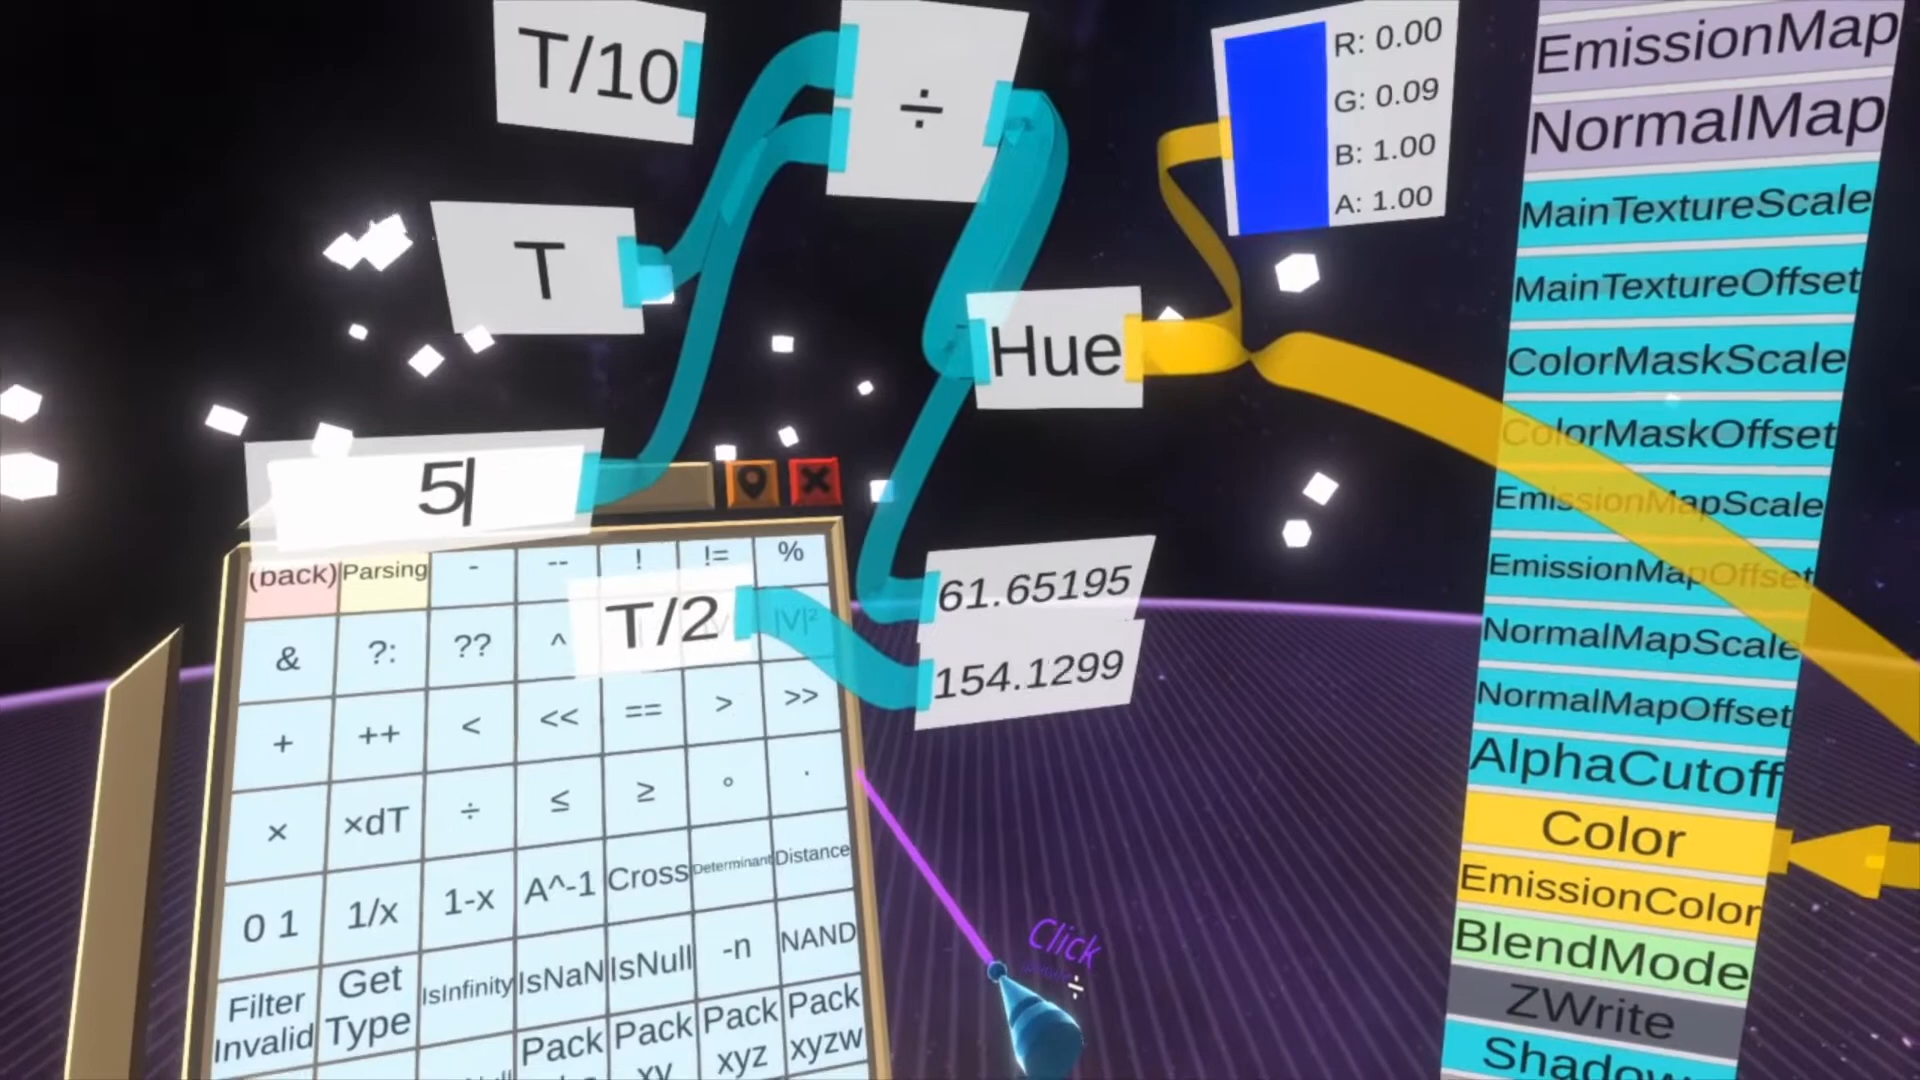 T/10
÷
R: 0.00
G: 0.09
B: 1.00
A: 1.00
T
Hue
5
61.65195
154.1299
T/2
(back) Parsing - -- ! != %
& ?: ?? ^ |V|²
+ ++ < << == > >>
× ×dT ÷ ≤ ≥ ° ·
0 1 1/x 1-x A^-1 Cross Determinant Distance
Filter Invalid Get Type IsInfinity IsNaN IsNull -n NAND
Pack Pack xy Pack xyz Pack xyzw
Click
÷
EmissionMap
NormalMap
MainTextureScale
MainTextureOffset
ColorMaskScale
ColorMaskOffset
EmissionMapScale
EmissionMapOffset
NormalMapScale
NormalMapOffset
AlphaCutoff
Color
EmissionColor
BlendMode
ZWrite
Shadow